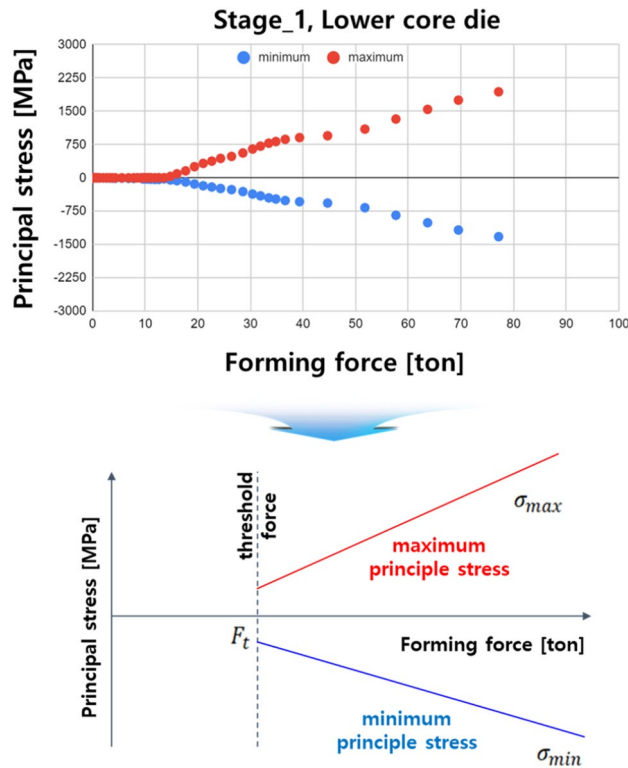 Stage_1, Lower core die
minimum maximum
Principal stress [MPa]
3000
2250
1500
750
0
-750
-1500
-2250
-3000
0 10 20 30 40 50 60 70 80 90 100
Forming force [ton]
Principal stress [MPa]
threshold
force
σmax
maximum
principle stress
Ft
Forming force [ton]
minimum
principle stress
σmin